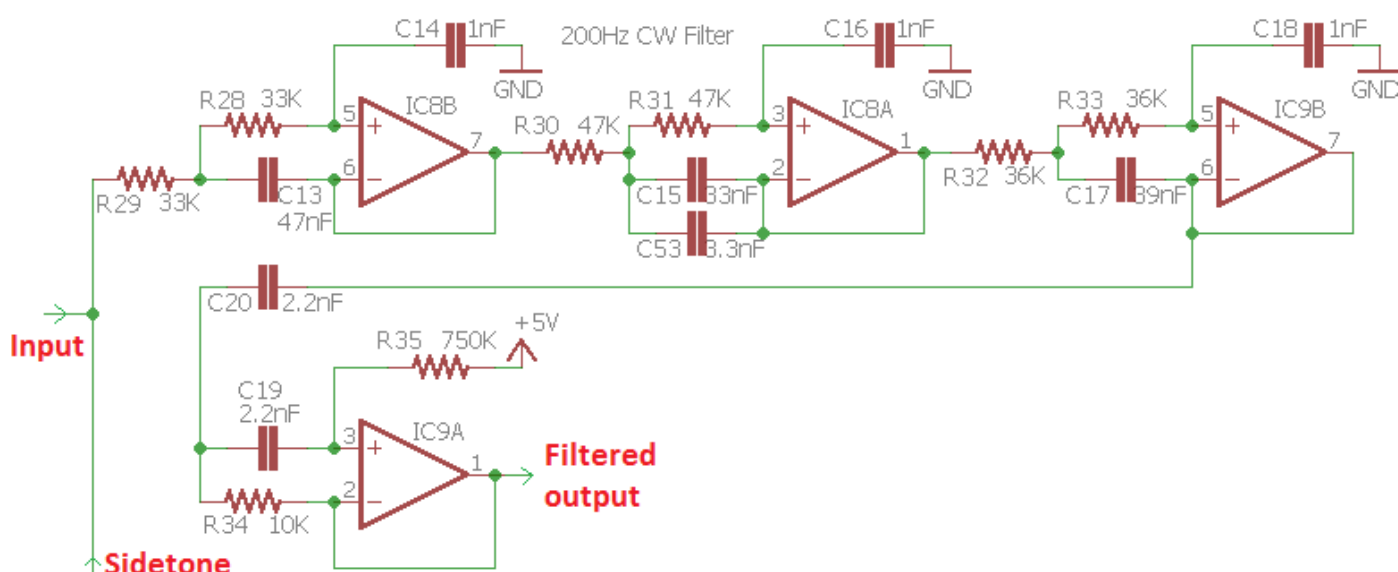 200Hz CW Filter
C14 1nF
GND
R28 33K
IC8B
5
6
7
R29 33K
C13
47nF
R30 47K
R31 47K
C16 1nF
GND
IC8A
3
2
1
C15 33nF
C53 3.3nF
R32 36K
R33 36K
C18 1nF
GND
IC9B
5
6
7
C17 39nF
C20 2.2nF
Input
R35 750K
+5V
C19
2.2nF
IC9A
3
2
1
R34 10K
Filtered
output
Sidetone